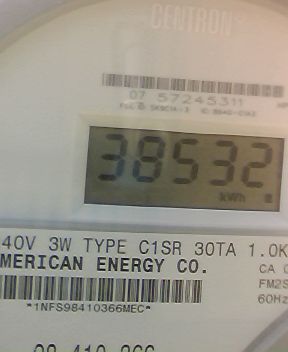 CENTRON
07 57245311
38532
kWh
40V 3W TYPE C1SR 30TA 1.0K
MERICAN ENERGY CO.
CA 0
FM2S
60Hz
*1NFS98410366MEC*